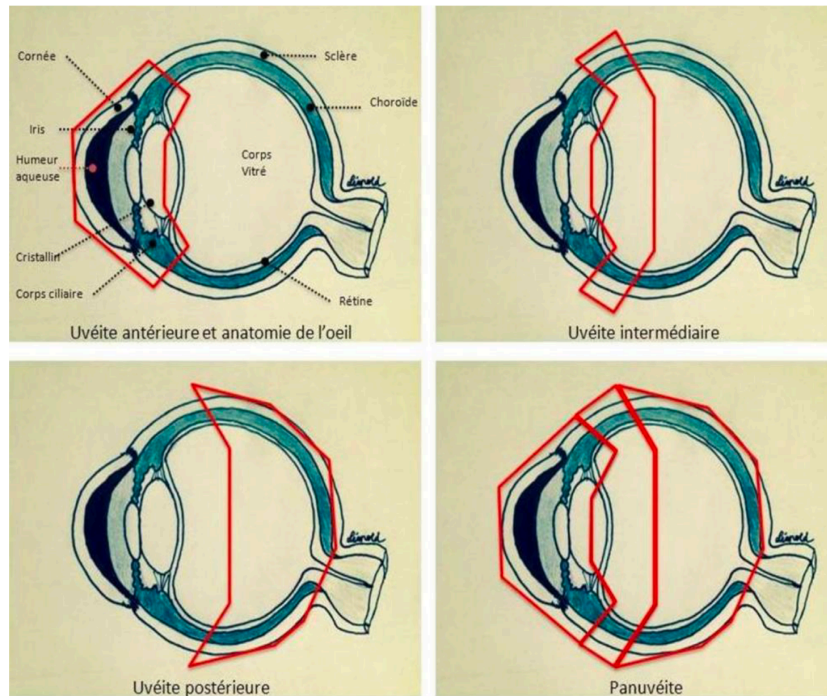 Cornée
Sclère
Choroïde
Iris
Humeur
aqueuse
Corps
Vitré
Cristallin
Corps ciliaire
Rétine
Uvéite antérieure et anatomie de l'oeil
Uvéite intermédiaire
Uvéite postérieure
Panuvéite